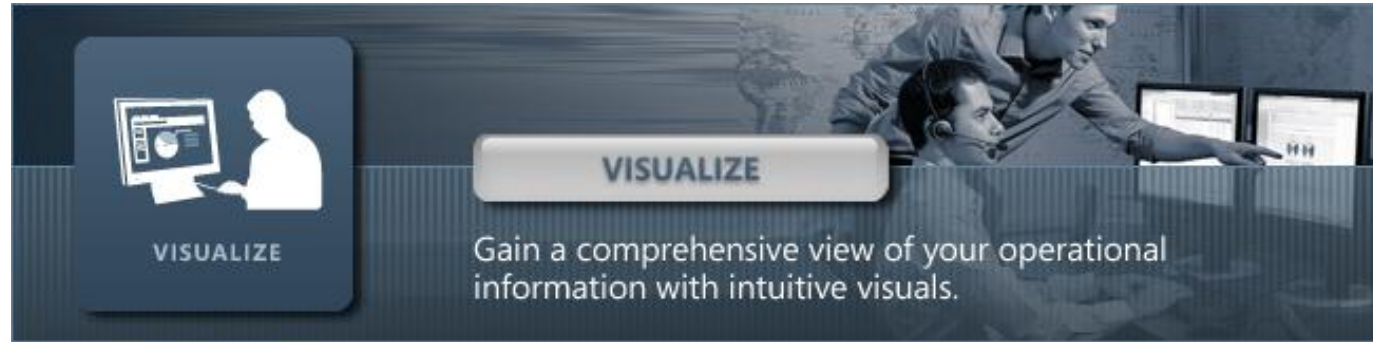 VISUALIZE
VISUALIZE
Gain a comprehensive view of your operational
information with intuitive visuals.